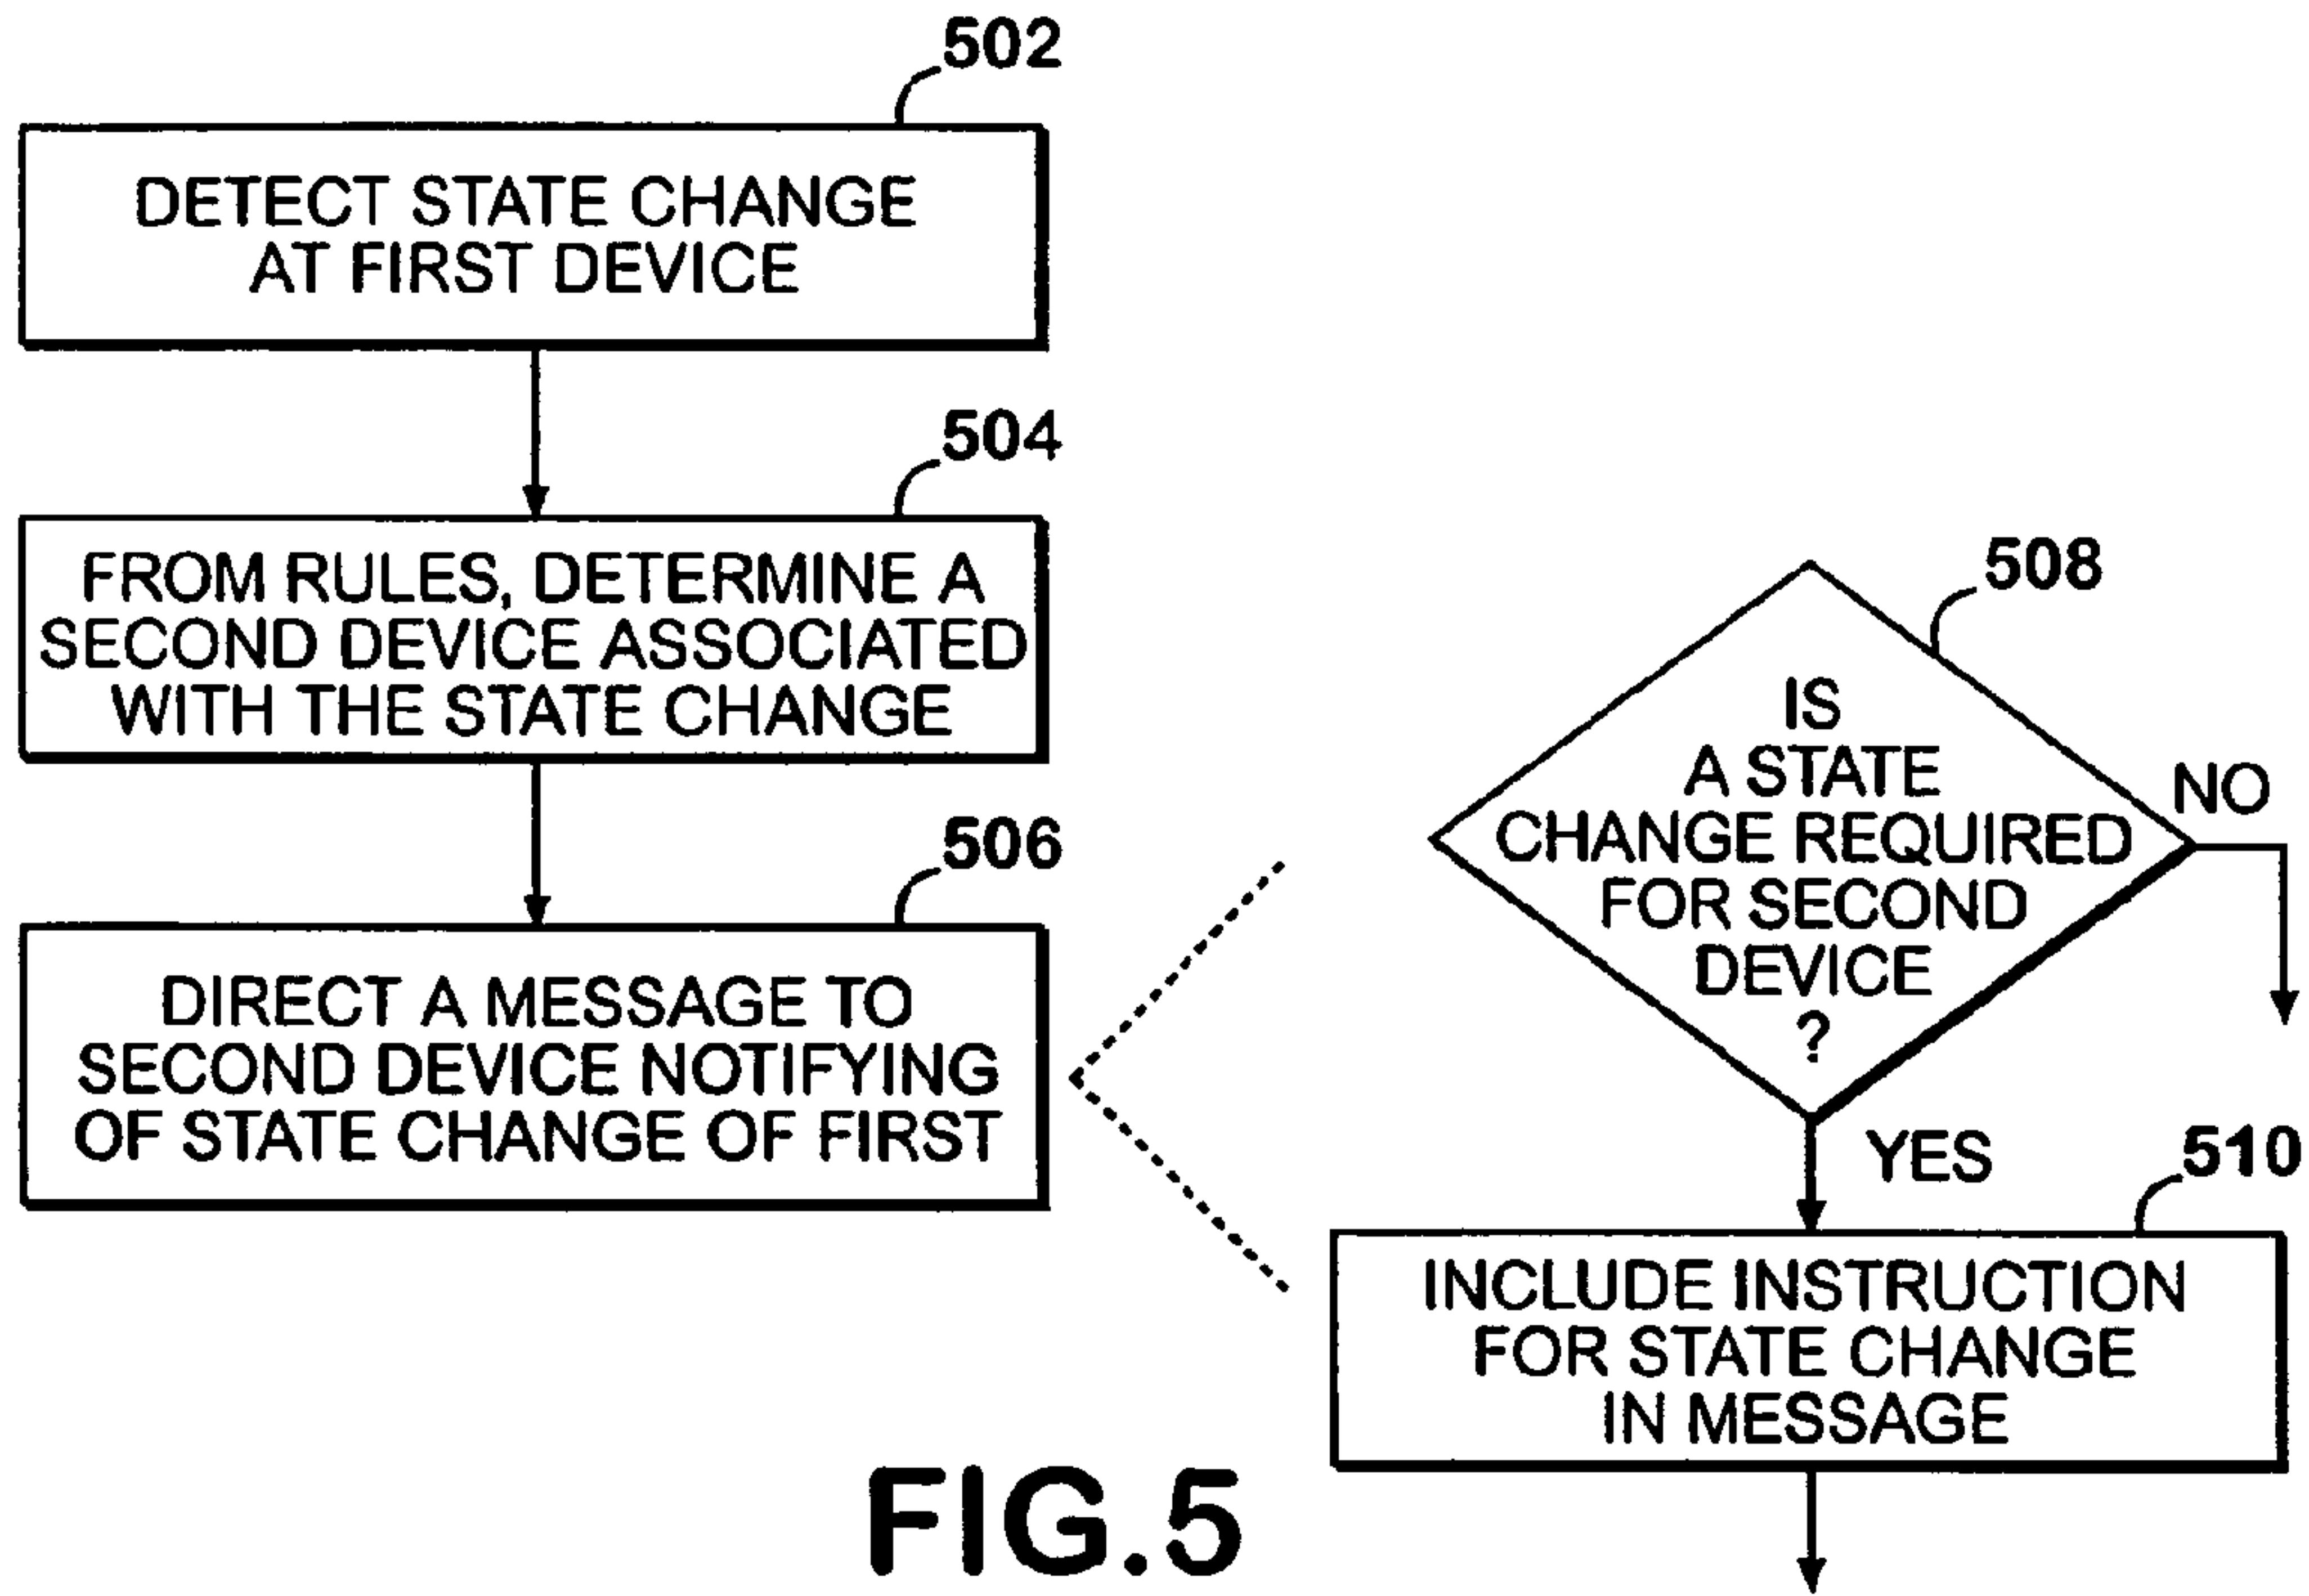 502
DETECT STATE CHANGE
AT FIRST DEVICE
504
FROM RULES, DETERMINE A
SECOND DEVICE ASSOCIATED
WITH THE STATE CHANGE
506
DIRECT A MESSAGE TO
SECOND DEVICE NOTIFYING
OF STATE CHANGE OF FIRST
508
IS
A STATE
CHANGE REQUIRED
FOR SECOND
DEVICE
?
NO
YES
510
INCLUDE INSTRUCTION
FOR STATE CHANGE
IN MESSAGE
FIG.5